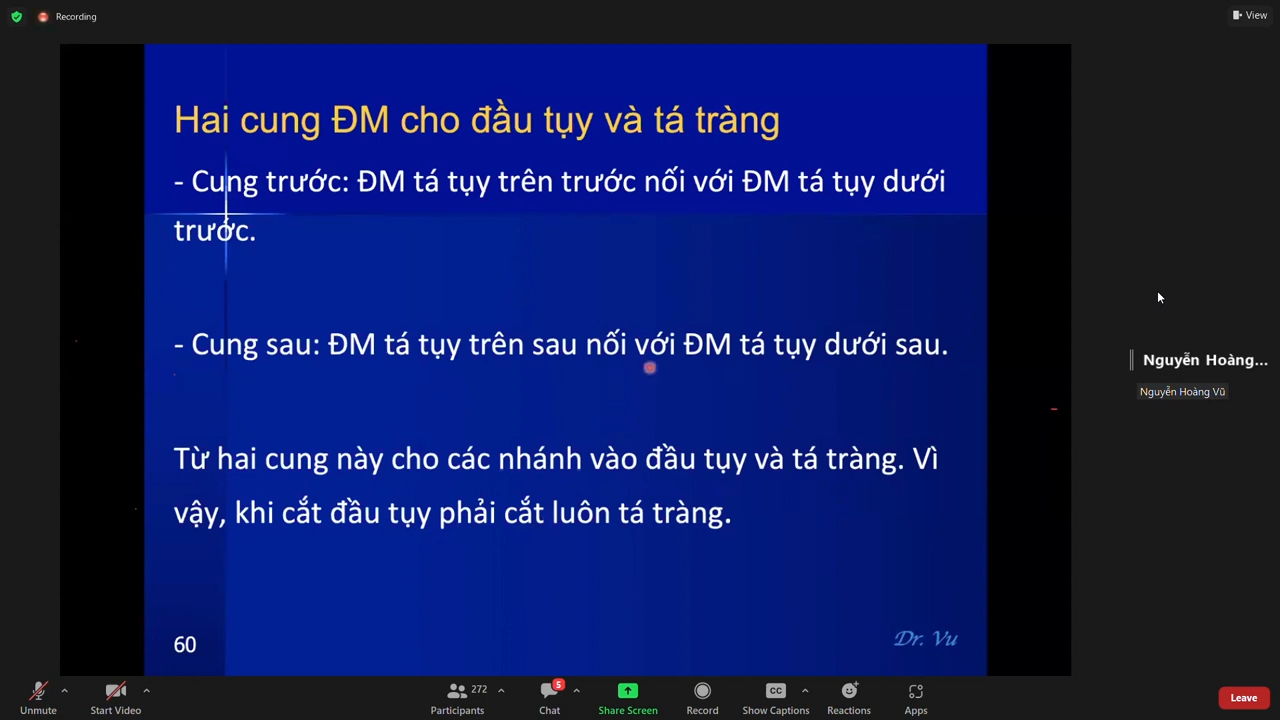 Recording
View
Hai cung ĐM cho đầu tụy và tá tràng
- Cung trước: ĐM tá tụy trên trước nối với ĐM tá tụy dưới
trước.
- Cung sau: ĐM tá tụy trên sau nối với ĐM tá tụy dưới sau.
Từ hai cung này cho các nhánh vào đầu tụy và tá tràng. Vì
vậy, khi cắt đầu tụy phải cắt luôn tá tràng.
60
Dr. Vu
Nguyễn Hoàng...
Nguyễn Hoàng Vũ
272
5
CC
Unmute
Start Video
Participants
Chat
Share Screen
Record
Show Captions
Reactions
Apps
Leave